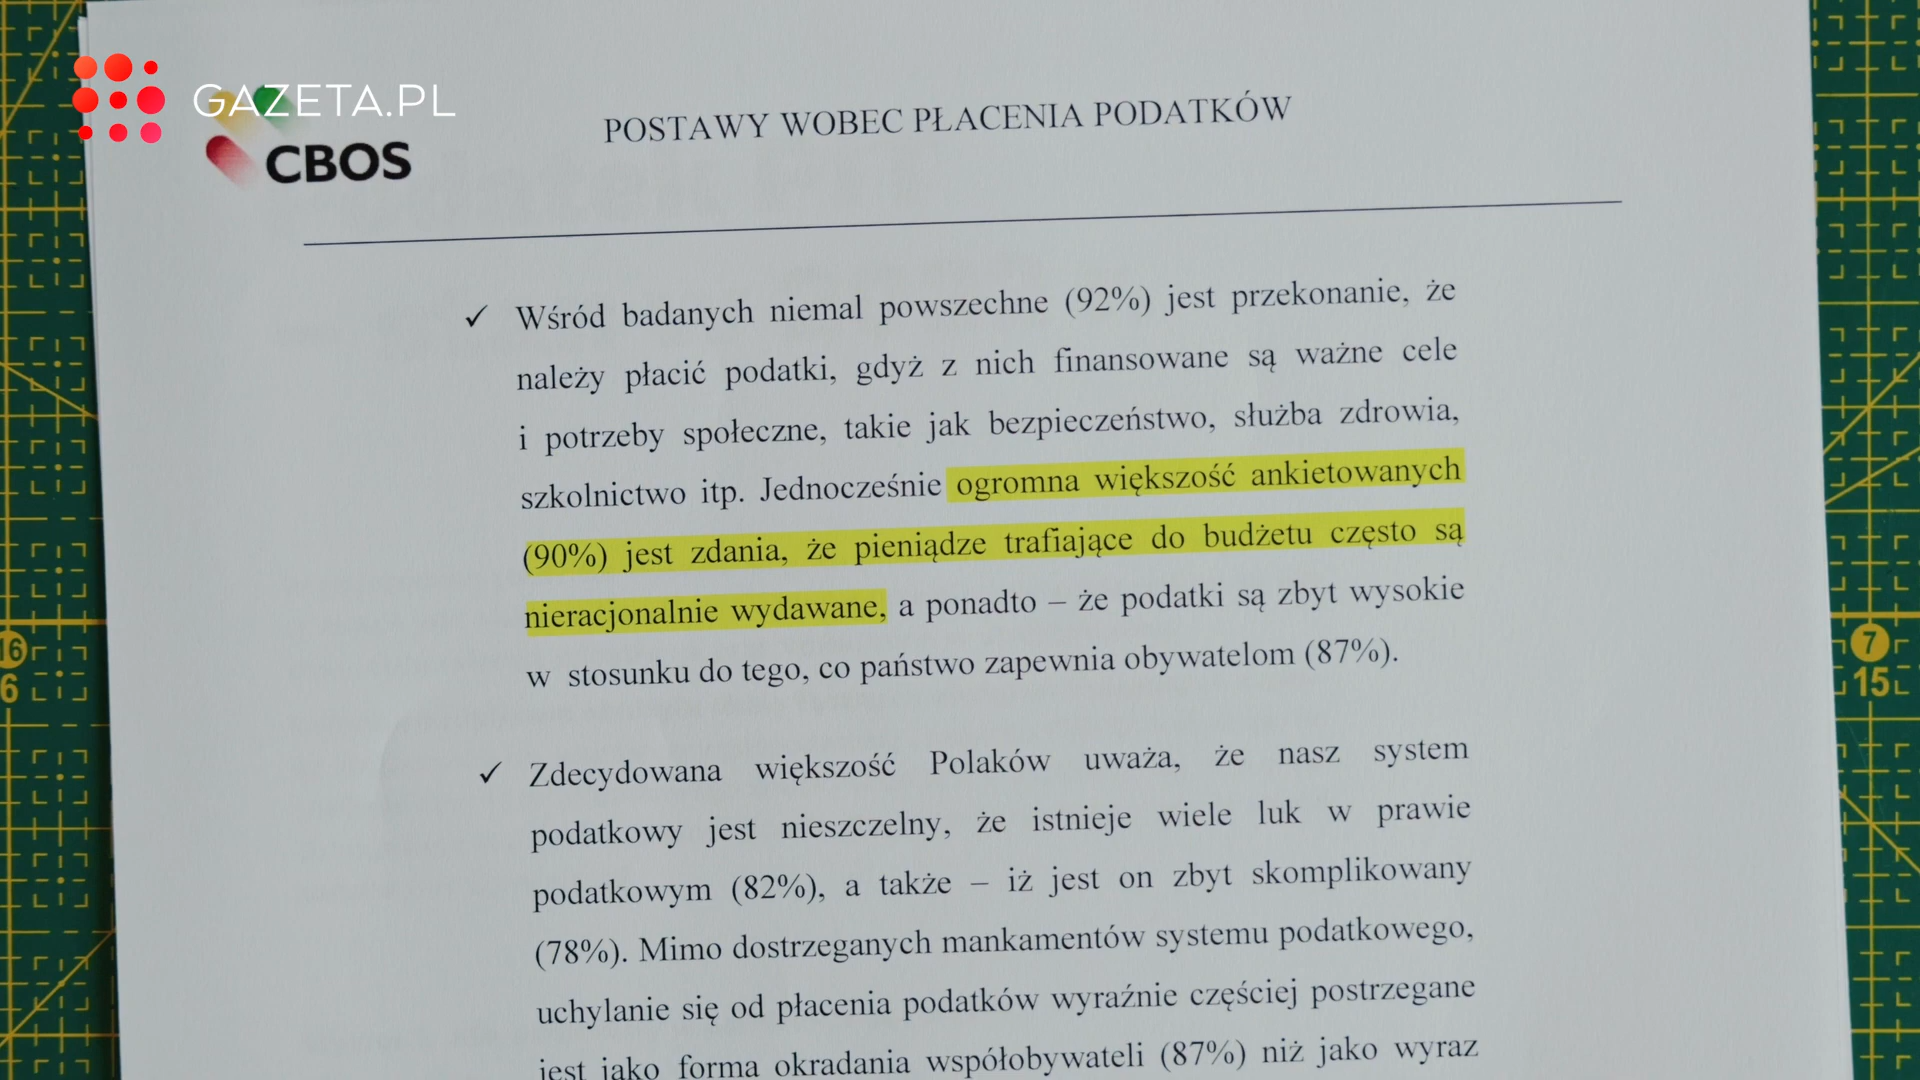 GAZETA.PL
CBOS
POSTAWY WOBEC PŁACENIA PODATKÓW
✓ Wśród badanych niemal powszechne (92%) jest przekonanie, że
należy płacić podatki, gdyż z nich finansowane są ważne cele
i potrzeby społeczne, takie jak bezpieczeństwo, służba zdrowia,
szkolnictwo itp. Jednocześnie ogromna większość ankietowanych
(90%) jest zdania, że pieniądze trafiające do budżetu często są
nieracjonalnie wydawane, a ponadto – że podatki są zbyt wysokie
w stosunku do tego, co państwo zapewnia obywatelom (87%).
✓ Zdecydowana większość Polaków uważa, że nasz system
podatkowy jest nieszczelny, że istnieje wiele luk w prawie
podatkowym (82%), a także – iż jest on zbyt skomplikowany
(78%). Mimo dostrzeganych mankamentów systemu podatkowego,
uchylanie się od płacenia podatków wyraźnie częściej postrzegane
jest jako forma okradania współobywateli (87%) niż jako wyraz
16
6
7
15